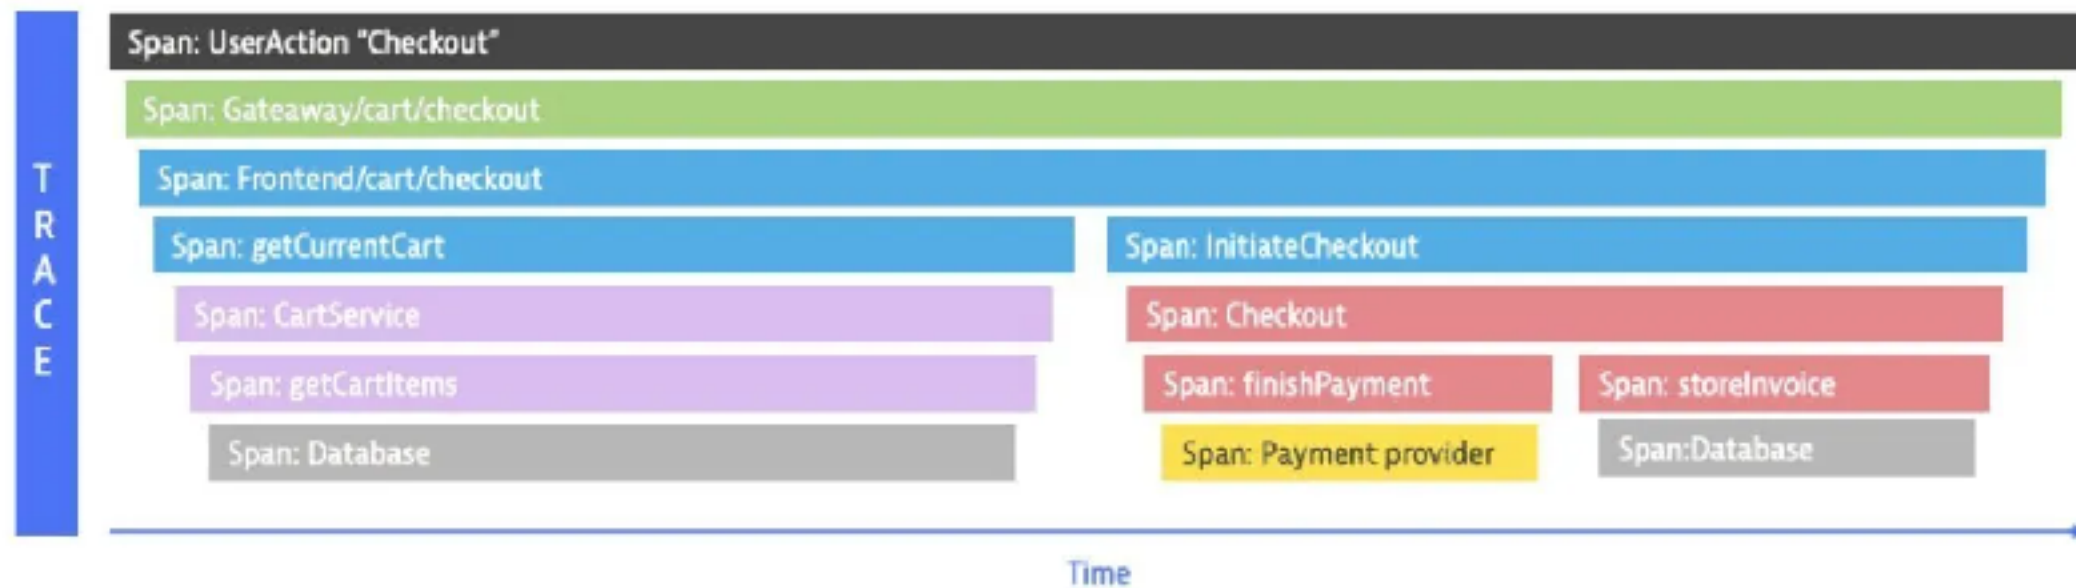 TRACE
Span: UserAction "Checkout"
Span: Gateaway/cart/checkout
Span: Frontend/cart/checkout
Span: getCurrentCart
Span: InitiateCheckout
Span: CartService
Span: Checkout
Span: getCartItems
Span: finishPayment
Span: storeInvoice
Span: Database
Span: Payment provider
Span:Database
Time